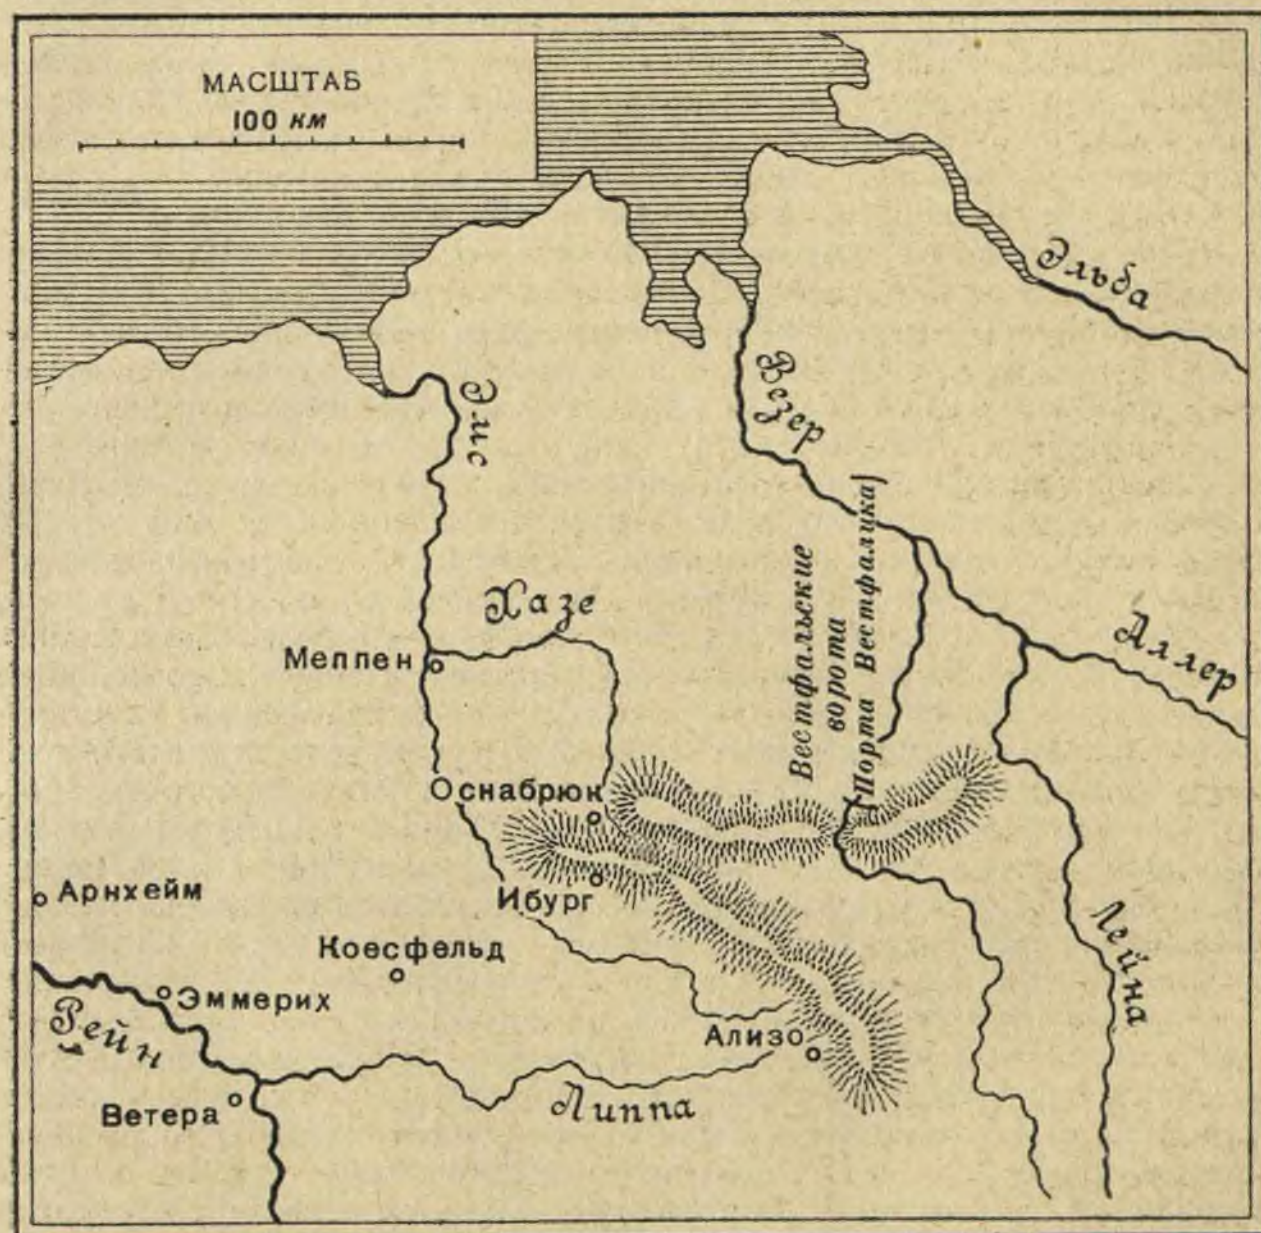 МАСШТАБ
100 км
Эльба
Эмс
Везер
Вестфальские
ворота
(Порта Вестфалика)
Хазе
Меппен
Аллер
Оснабрюк
Ибург
Арнхейм
Коесфельд
Лейна
Эммерих
Рейн
Ализо
Ветера
Липпа